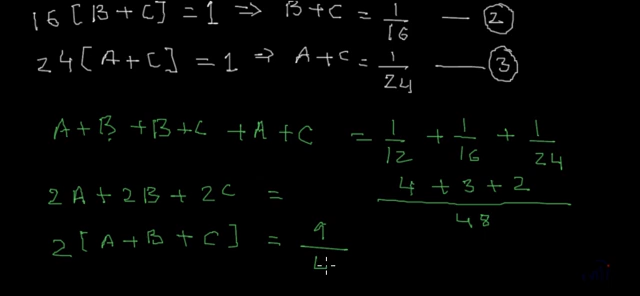 16 [B + C] = 1 ⇒ B + C = 1/16 — ②
24 [A + C] = 1 ⇒ A + C = 1/24 — ③
A + B + B + C + A + C = 1/12 + 1/16 + 1/24
2A + 2B + 2C = (4 + 3 + 2)/48
2 [A + B + C] = 9/4